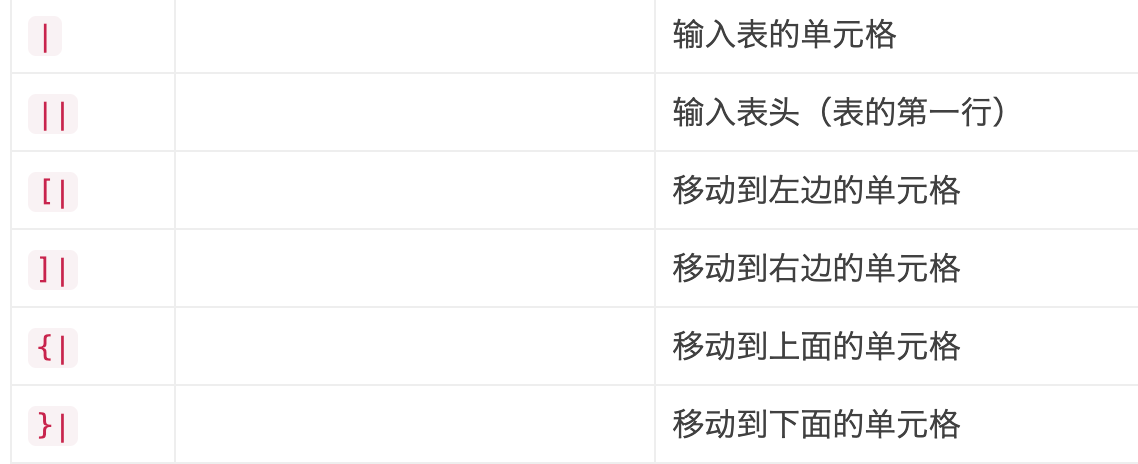 | 输入表的单元格
|| 输入表头（表的第一行）
[| 移动到左边的单元格
]| 移动到右边的单元格
{| 移动到上面的单元格
}| 移动到下面的单元格